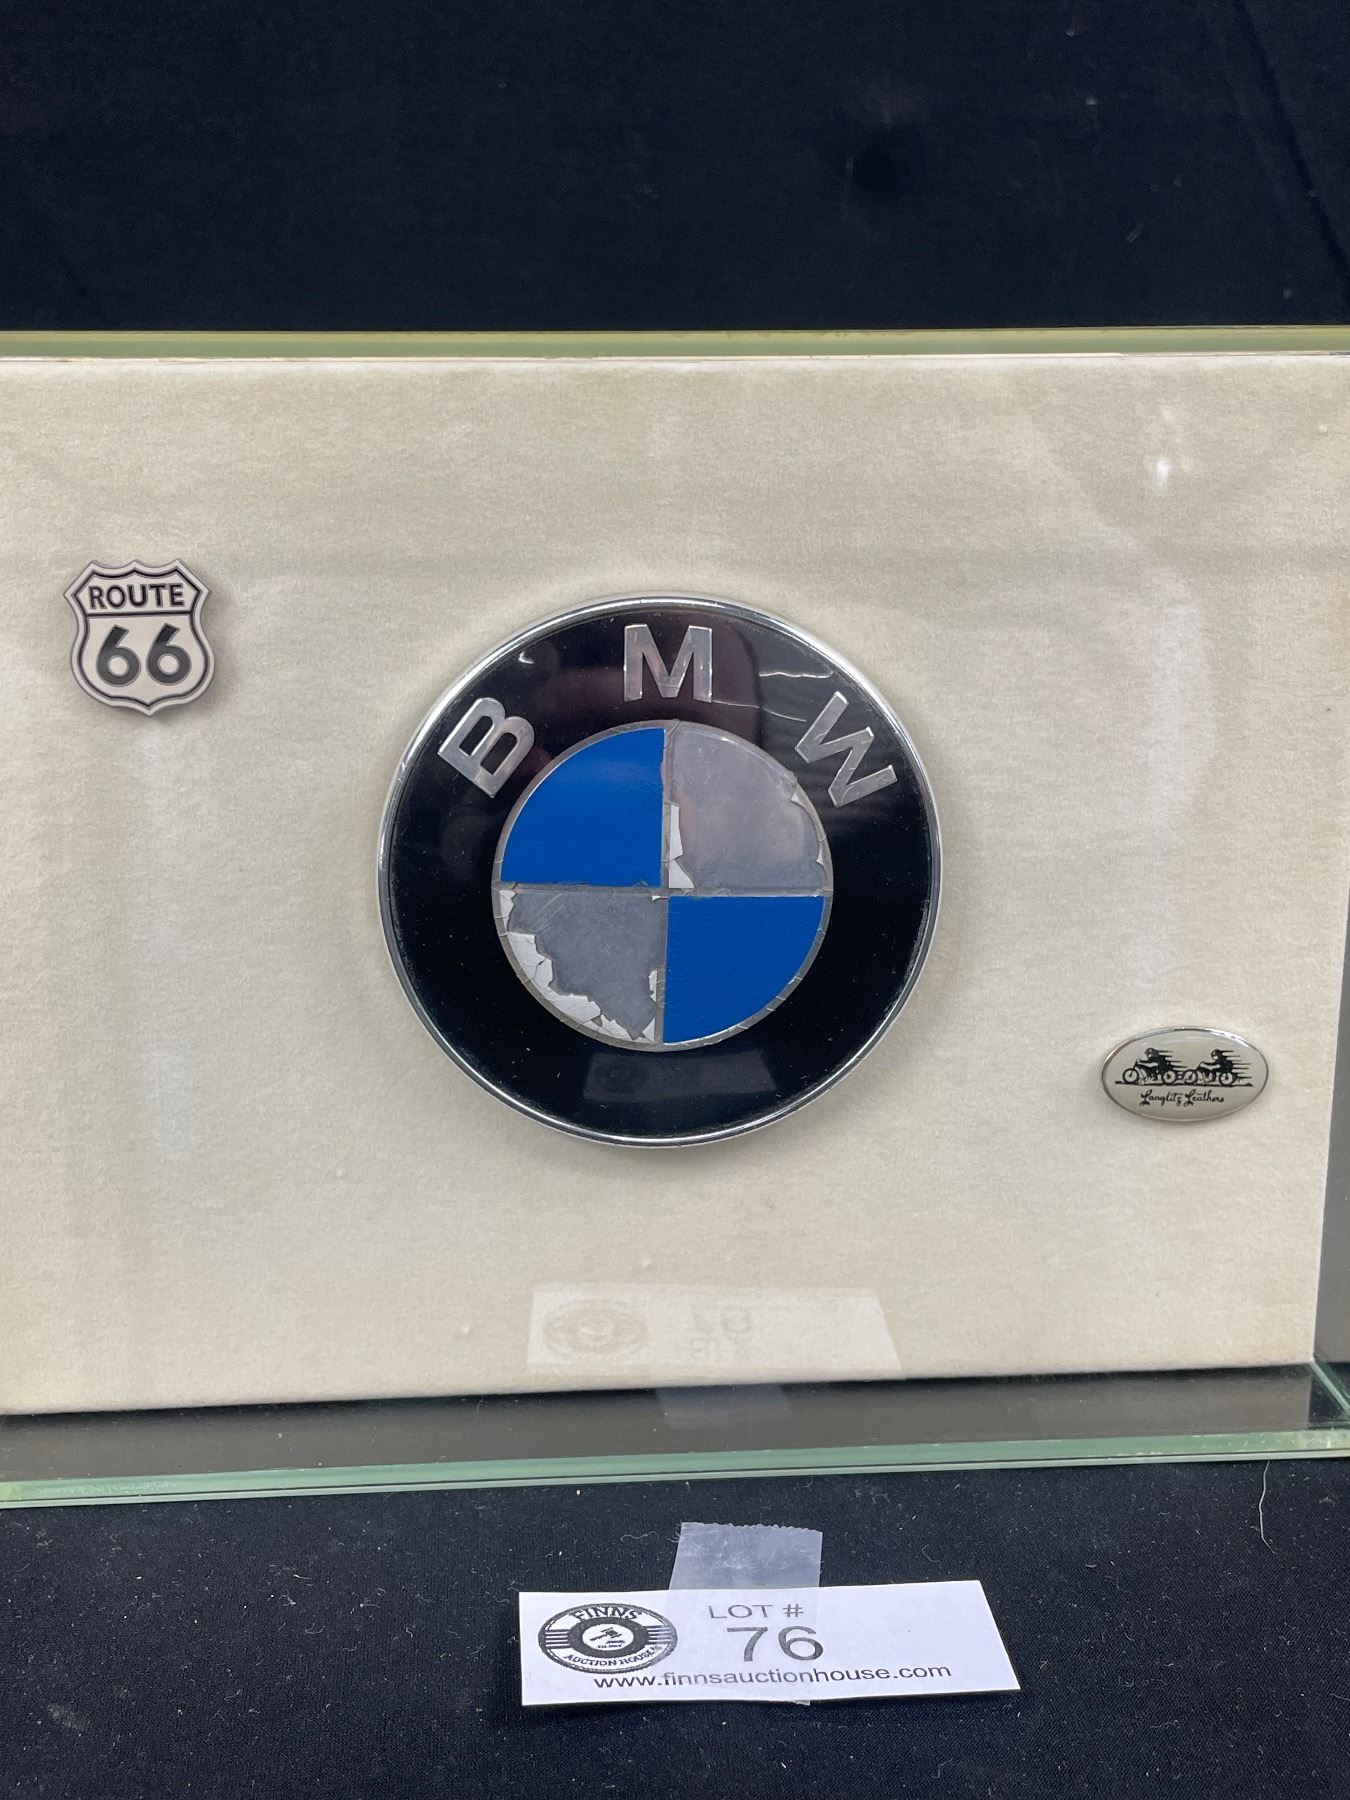 ROUTE
66
B M W
Langlitz Leathers
FINNS
AUCTION HOUSE
LOT #
76
www.finnsauctionhouse.com